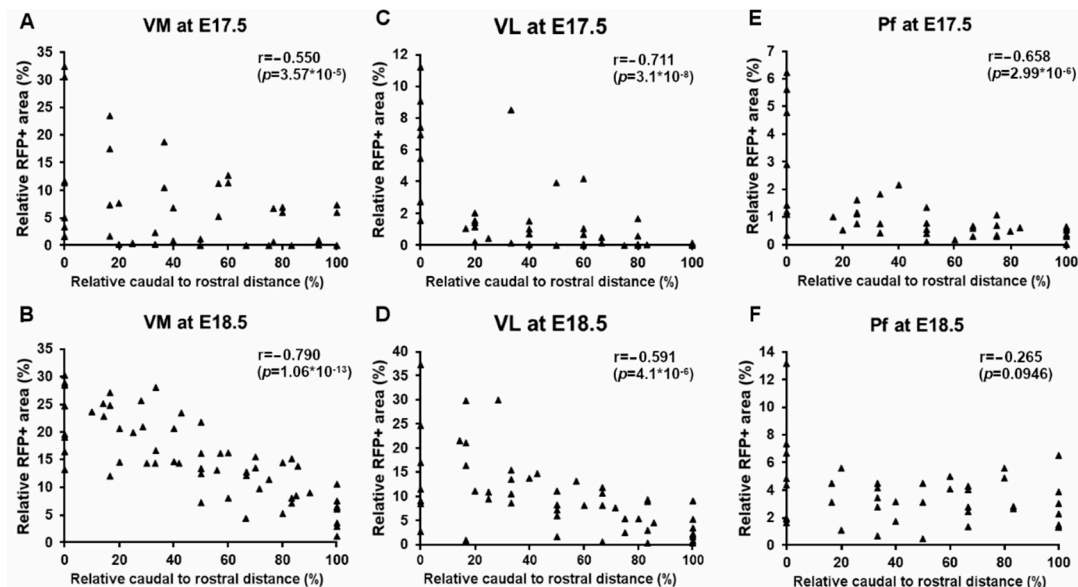 A
VM at E17.5
r=−0.550
(p=3.57*10-5)
Relative RFP+ area (%)
35
30
25
20
15
10
5
0
0 20 40 60 80 100
Relative caudal to rostral distance (%)
C
VL at E17.5
r=−0.711
(p=3.1*10-8)
Relative RFP+ area (%)
12
10
8
6
4
2
0
0 20 40 60 80 100
Relative caudal to rostral distance (%)
E
Pf at E17.5
r=−0.658
(p=2.99*10-6)
Relative RFP+ area (%)
7
6
5
4
3
2
1
0
0 20 40 60 80 100
Relative caudal to rostral distance (%)
B
VM at E18.5
r=−0.790
(p=1.06*10-13)
Relative RFP+ area (%)
35
30
25
20
15
10
5
0
0 20 40 60 80 100
Relative caudal to rostral distance (%)
D
VL at E18.5
r=−0.591
(p=4.1*10-6)
Relative RFP+ area (%)
40
35
30
25
20
15
10
5
0
0 20 40 60 80 100
Relative caudal to rostral distance (%)
F
Pf at E18.5
r=−0.265
(p=0.0946)
Relative RFP+ area (%)
14
12
10
8
6
4
2
0
0 20 40 60 80 100
Relative caudal to rostral distance (%)